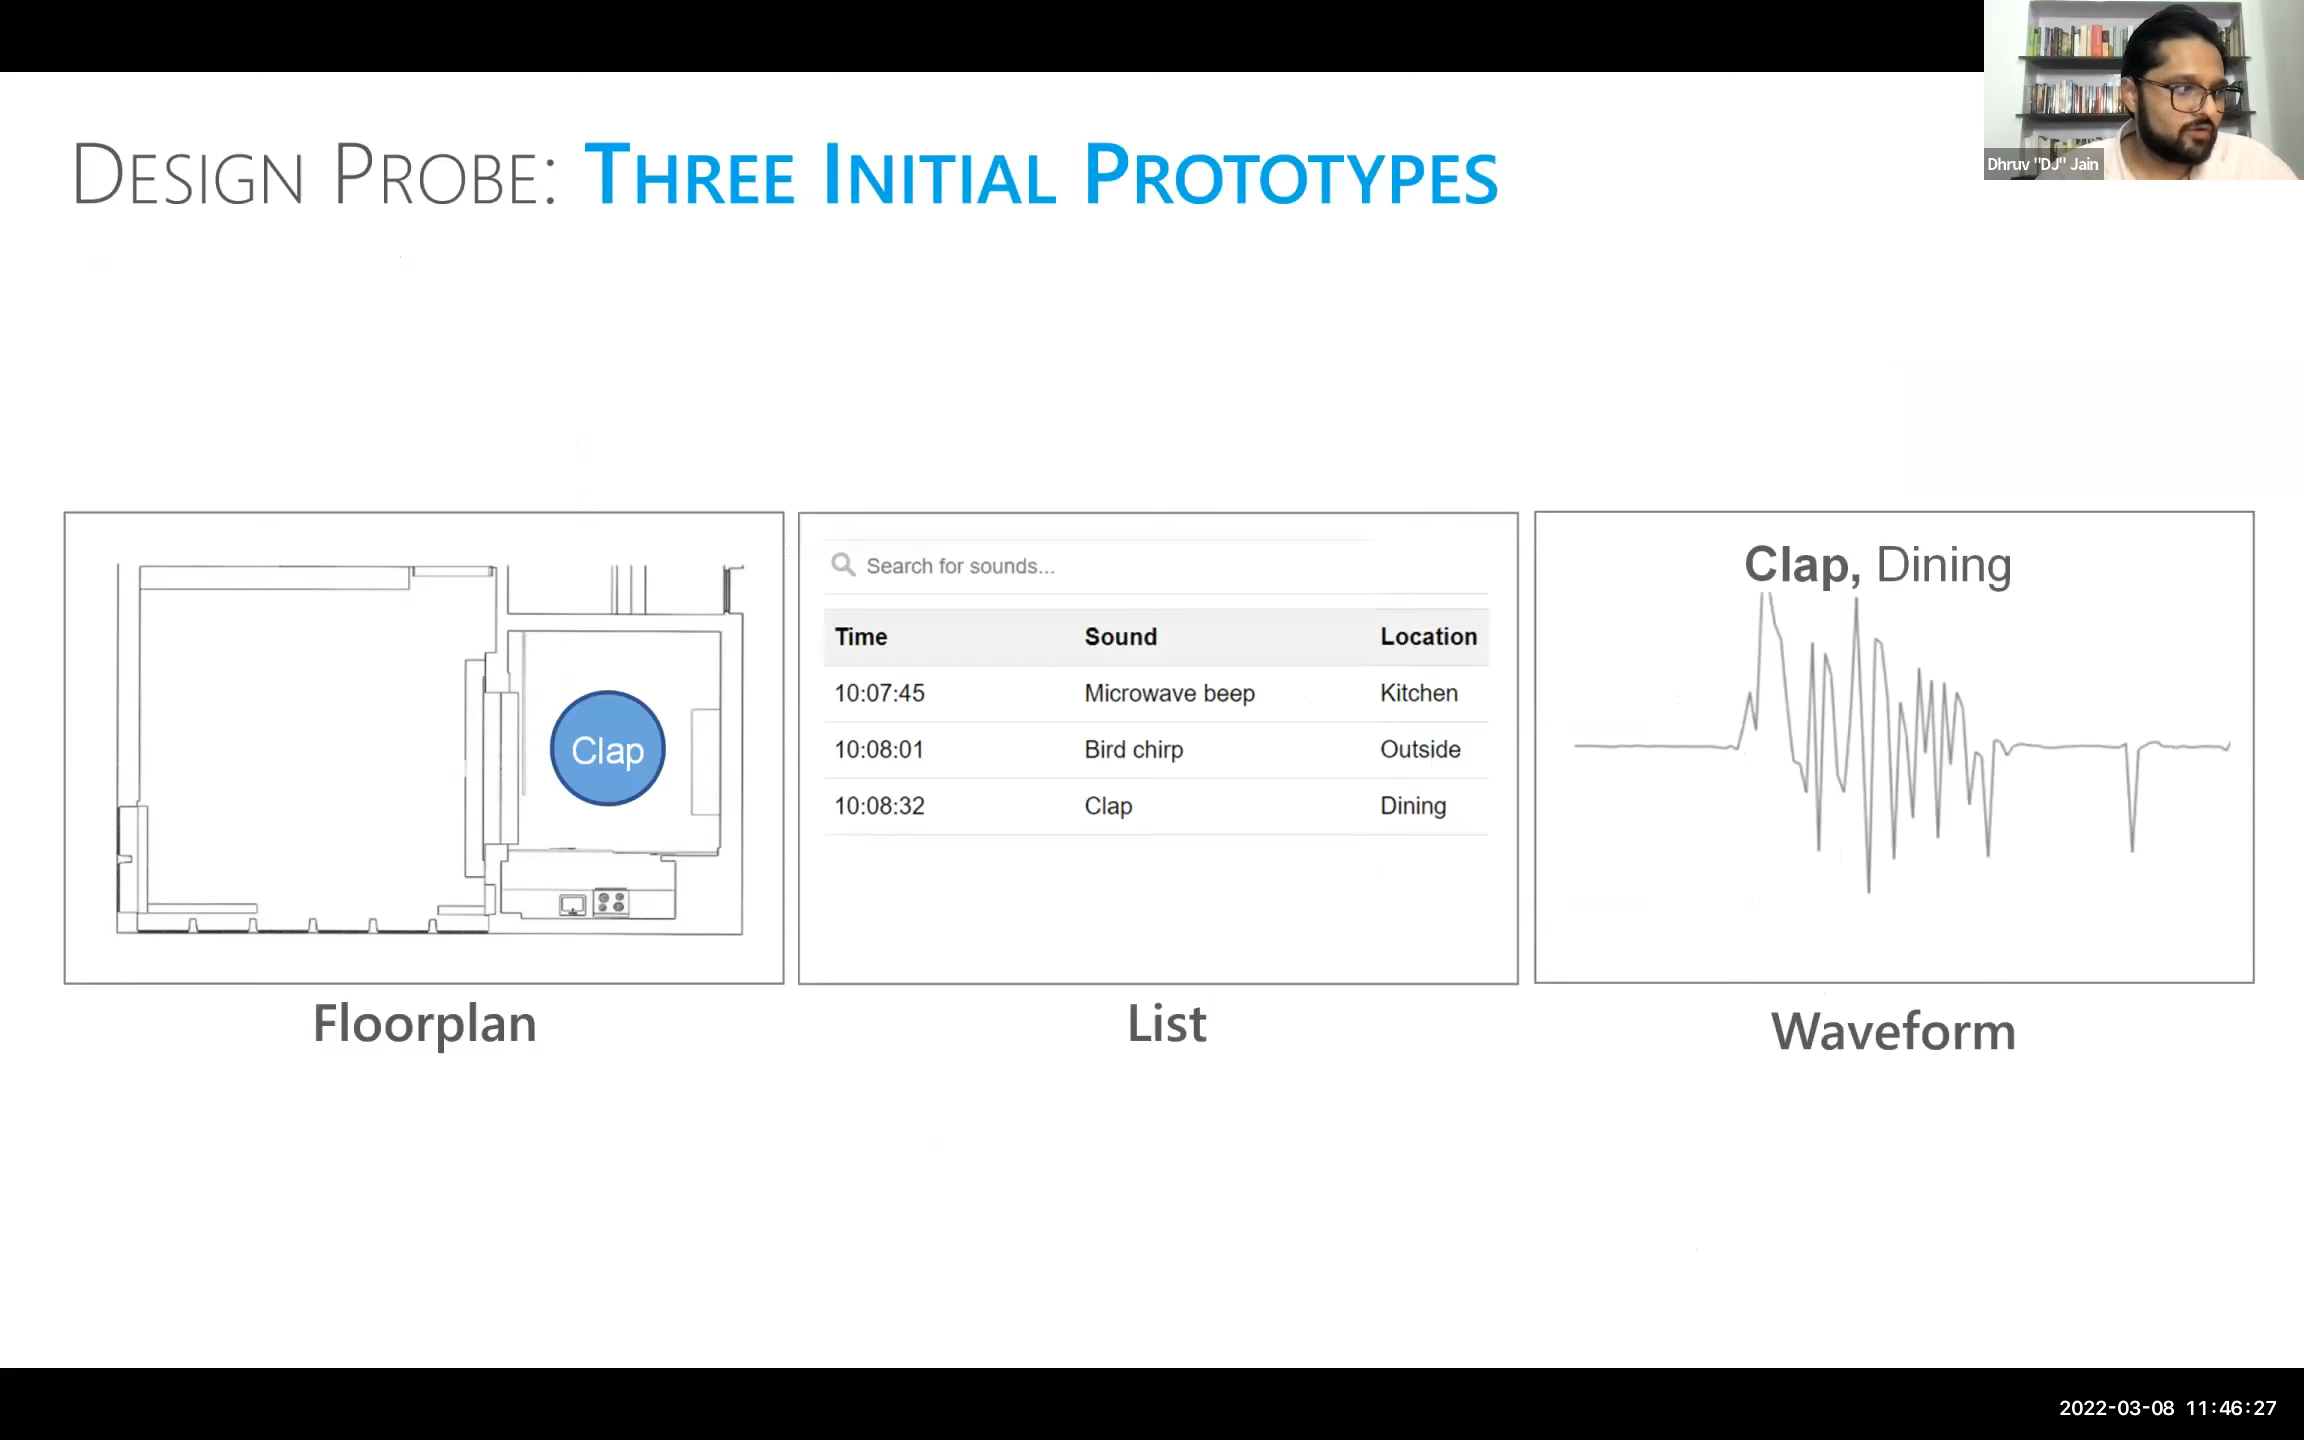 DESIGN PROBE: THREE INITIAL PROTOTYPES
Dhruv "DJ" Jain
Clap
Floorplan
Search for sounds...
Time Sound Location
10:07:45 Microwave beep Kitchen
10:08:01 Bird chirp Outside
10:08:32 Clap Dining
List
Clap, Dining
Waveform
2022-03-08 11:46:27